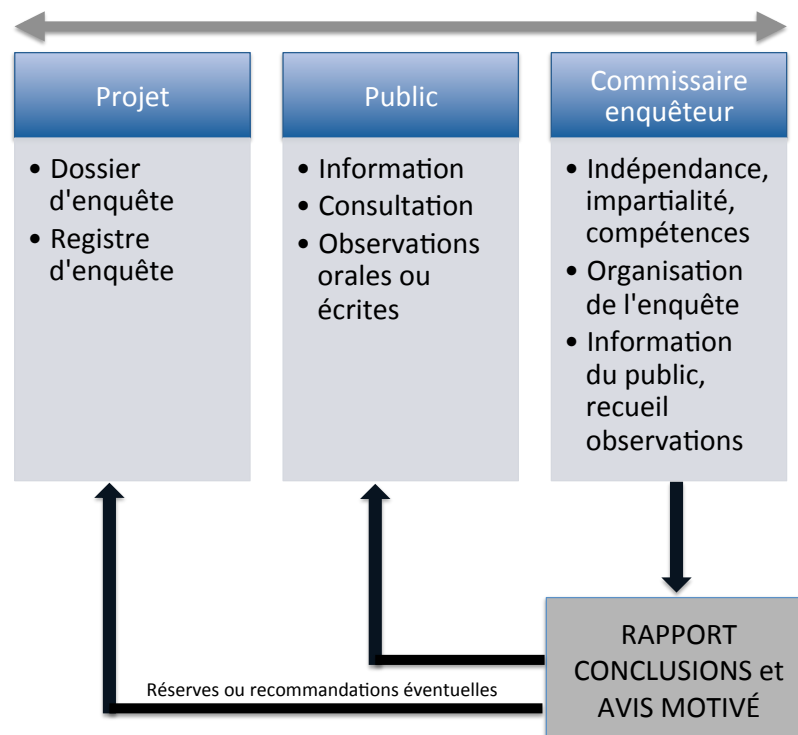 Projet
• Dossier
d'enquête
• Registre
d'enquête
Public
• Information
• Consultation
• Observations
orales ou
écrites
Commissaire
enquêteur
• Indépendance,
impartialité,
compétences
• Organisation
de l'enquête
• Information
du public,
recueil
observations
RAPPORT
CONCLUSIONS et
AVIS MOTIVÉ
Réserves ou recommandations éventuelles